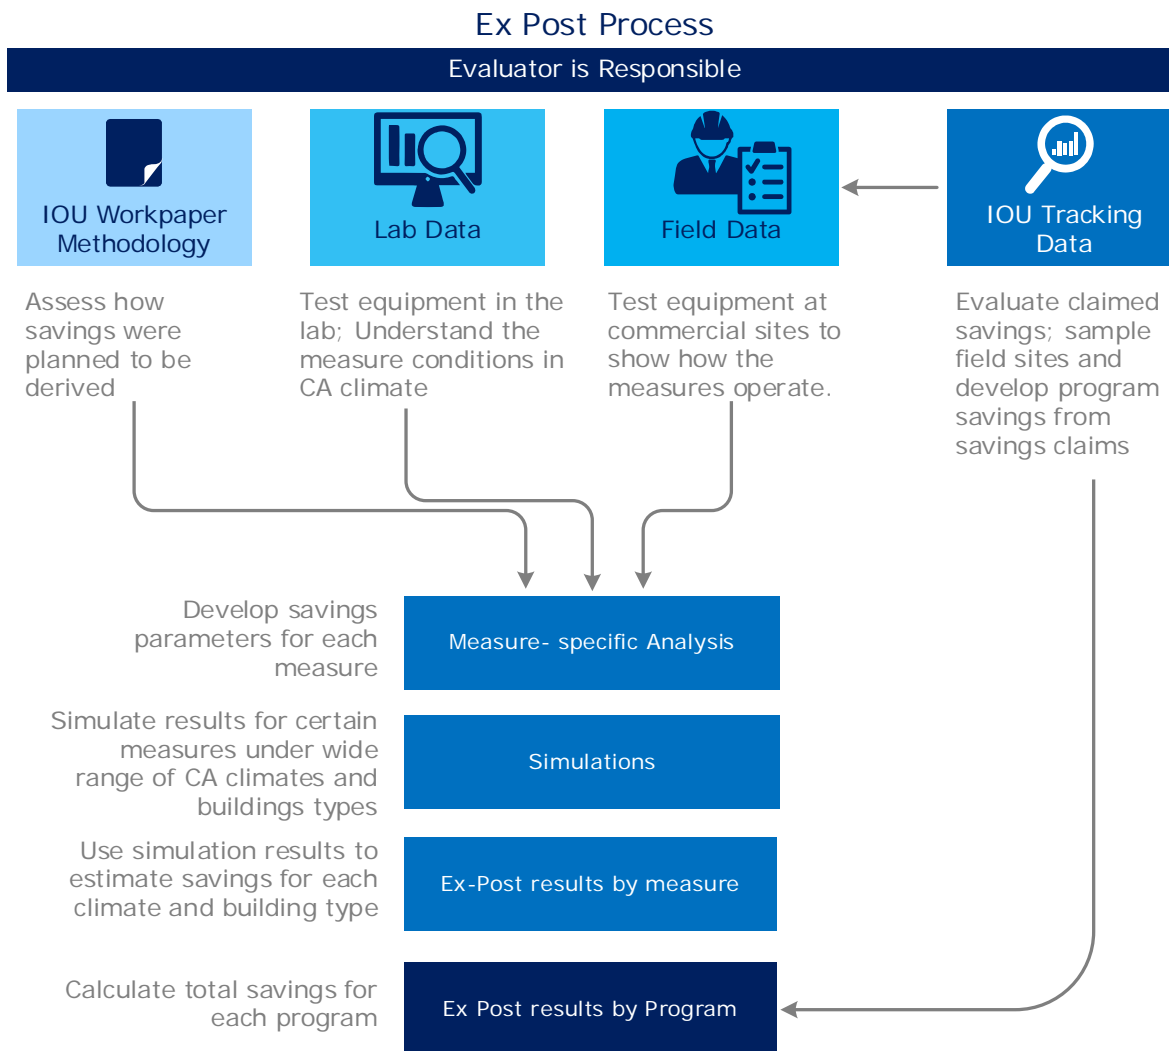 Ex Post Process
Evaluator is Responsible
IOU Workpaper
Methodology
Lab Data
Field Data
IOU Tracking
Data
Assess how
savings were
planned to be
derived
Test equipment in the
lab; Understand the
measure conditions in
CA climate
Test equipment at
commercial sites to
show how the
measures operate.
Evaluate claimed
savings; sample
field sites and
develop program
savings from
savings claims
Develop savings
parameters for each
measure
Measure- specific Analysis
Simulate results for certain
measures under wide
range of CA climates and
buildings types
Simulations
Use simulation results to
estimate savings for each
climate and building type
Ex-Post results by measure
Calculate total savings for
each program
Ex Post results by Program